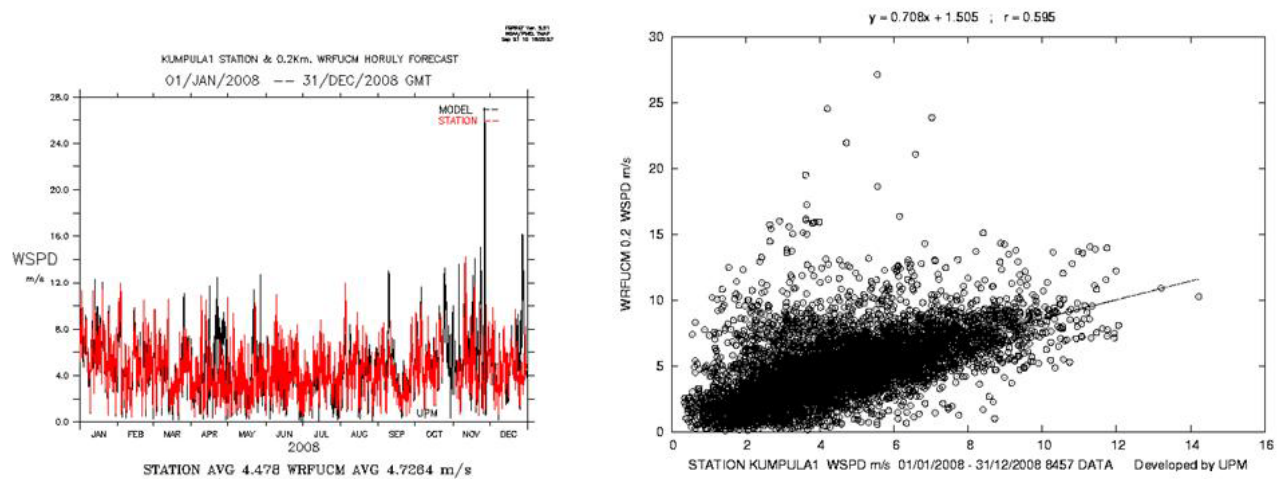 KUMPULA1 STATION & 0.2Km. WRFUCM HORULY FORECAST
01/JAN/2008 -- 31/DEC/2008 GMT
28.0
24.0
20.0
16.0
12.0
8.0
4.0
0.0
WSPD
m/s
MODEL
STATION
UPM
JAN FEB MAR APR MAY JUN JUL AUG SEP OCT NOV DEC
2008
STATION AVG 4.478 WRFUCM AVG 4.7264 m/s
y = 0.708x + 1.505 ; r = 0.595
30
25
20
15
10
5
0
WRFUCM 0.2 WSPD m/s
0 2 4 6 8 10 12 14 16
STATION KUMPULA1 WSPD m/s 01/01/2008 - 31/12/2008 8457 DATA Developed by UPM